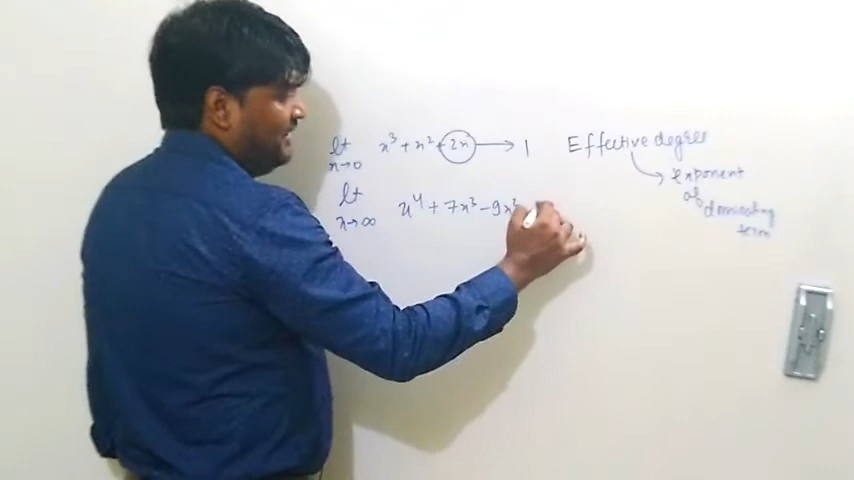 lt x³ + x² + 2x → 1
x→0
lt x⁴ + 7x³ - 9x²
x→∞
Effective degree
→ exponent
of
dominating
term